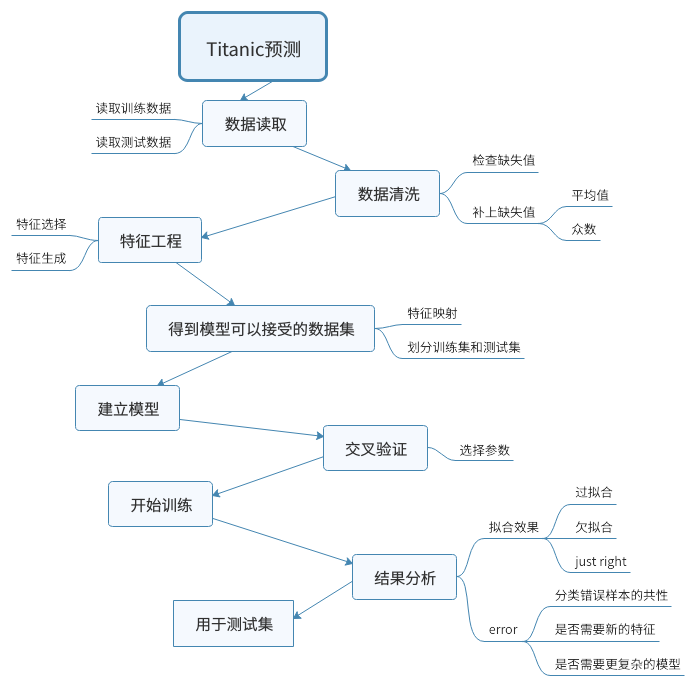 Titanic预测
读取训练数据
数据读取
读取测试数据
检查缺失值
数据清洗
平均值
补上缺失值
众数
特征选择
特征工程
特征生成
特征映射
得到模型可以接受的数据集
划分训练集和测试集
建立模型
交叉验证
选择参数
开始训练
过拟合
拟合效果
欠拟合
just right
结果分析
分类错误样本的共性
error
是否需要新的特征
是否需要更复杂的模型
用于测试集